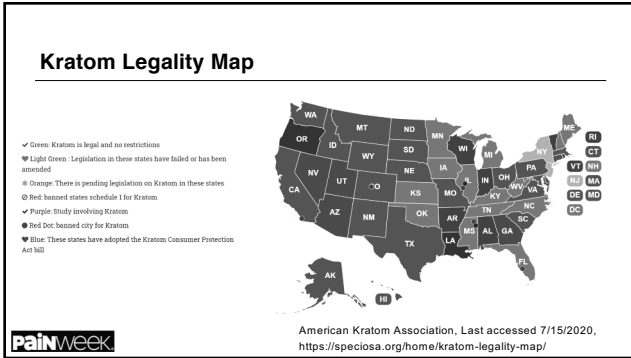 Kratom Legality Map
✔ Green: Kratom is legal and no restrictions
♥ Light Green : Legislation in these states have failed or has been
amended
✻ Orange: There is pending legislation on Kratom in these states
⊘ Red: banned states schedule 1 for Kratom
✔ Purple: Study involving Kratom
● Red Dot: banned city for Kratom
♥ Blue: These states have adopted the Kratom Consumer Protection
Act bill
WA
MT
ND
MN
ME
OR
ID
SD
WI
MI
NY
RI
WY
CT
NV
NE
IA
PA
VT NH
CA
UT
CO
IL
IN
OH
NJ MA
KS
MO
WV
VA
DE MD
KY
DC
AZ
NM
OK
AR
TN
NC
SC
TX
LA
MS
AL
GA
FL
AK
HI
PAINWEEK.
American Kratom Association, Last accessed 7/15/2020,
https://speciosa.org/home/kratom-legality-map/